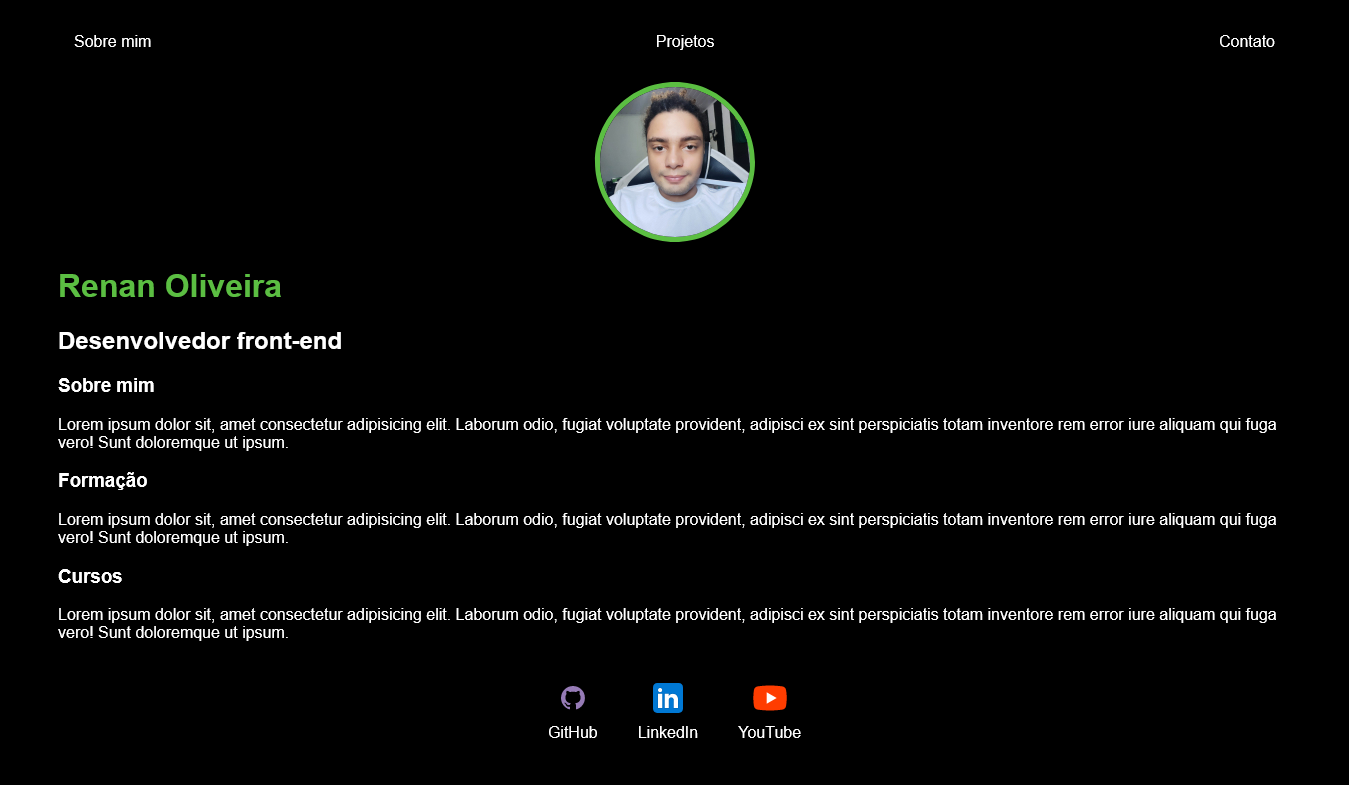 Sobre mim
Projetos
Contato
Renan Oliveira
Desenvolvedor front-end
Sobre mim
Lorem ipsum dolor sit, amet consectetur adipisicing elit. Laborum odio, fugiat voluptate provident, adipisci ex sint perspiciatis totam inventore rem error iure aliquam qui fuga
vero! Sunt doloremque ut ipsum.
Formação
Lorem ipsum dolor sit, amet consectetur adipisicing elit. Laborum odio, fugiat voluptate provident, adipisci ex sint perspiciatis totam inventore rem error iure aliquam qui fuga
vero! Sunt doloremque ut ipsum.
Cursos
Lorem ipsum dolor sit, amet consectetur adipisicing elit. Laborum odio, fugiat voluptate provident, adipisci ex sint perspiciatis totam inventore rem error iure aliquam qui fuga
vero! Sunt doloremque ut ipsum.
in
GitHub
LinkedIn
YouTube